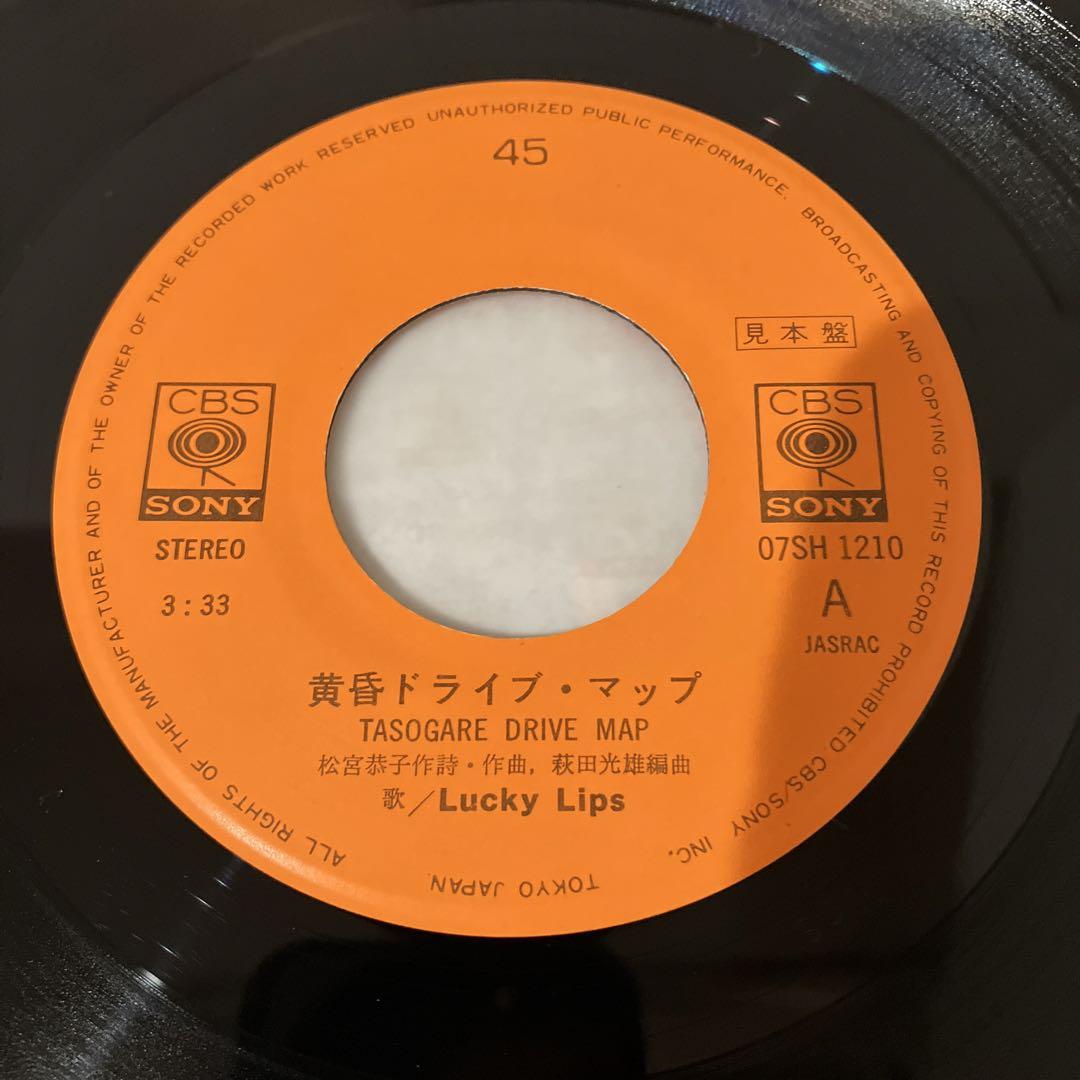 ALL RIGHTS OF THE MANUFACTURER AND OF THE OWNER OF THE RECORDED WORK RESERVED UNAUTHORIZED PUBLIC PERFORMANCE. BROADCASTING AND COPYING OF THIS RECORD PROHIBITED. CBS/SONY INC.
TOKYO JAPAN
45
見本盤
CBS
SONY
STEREO
3:33
CBS
SONY
07SH 1210
A
JASRAC
黄昏ドライブ・マップ
TASOGARE DRIVE MAP
松宮恭子作詩・作曲, 萩田光雄編曲
歌/Lucky Lips